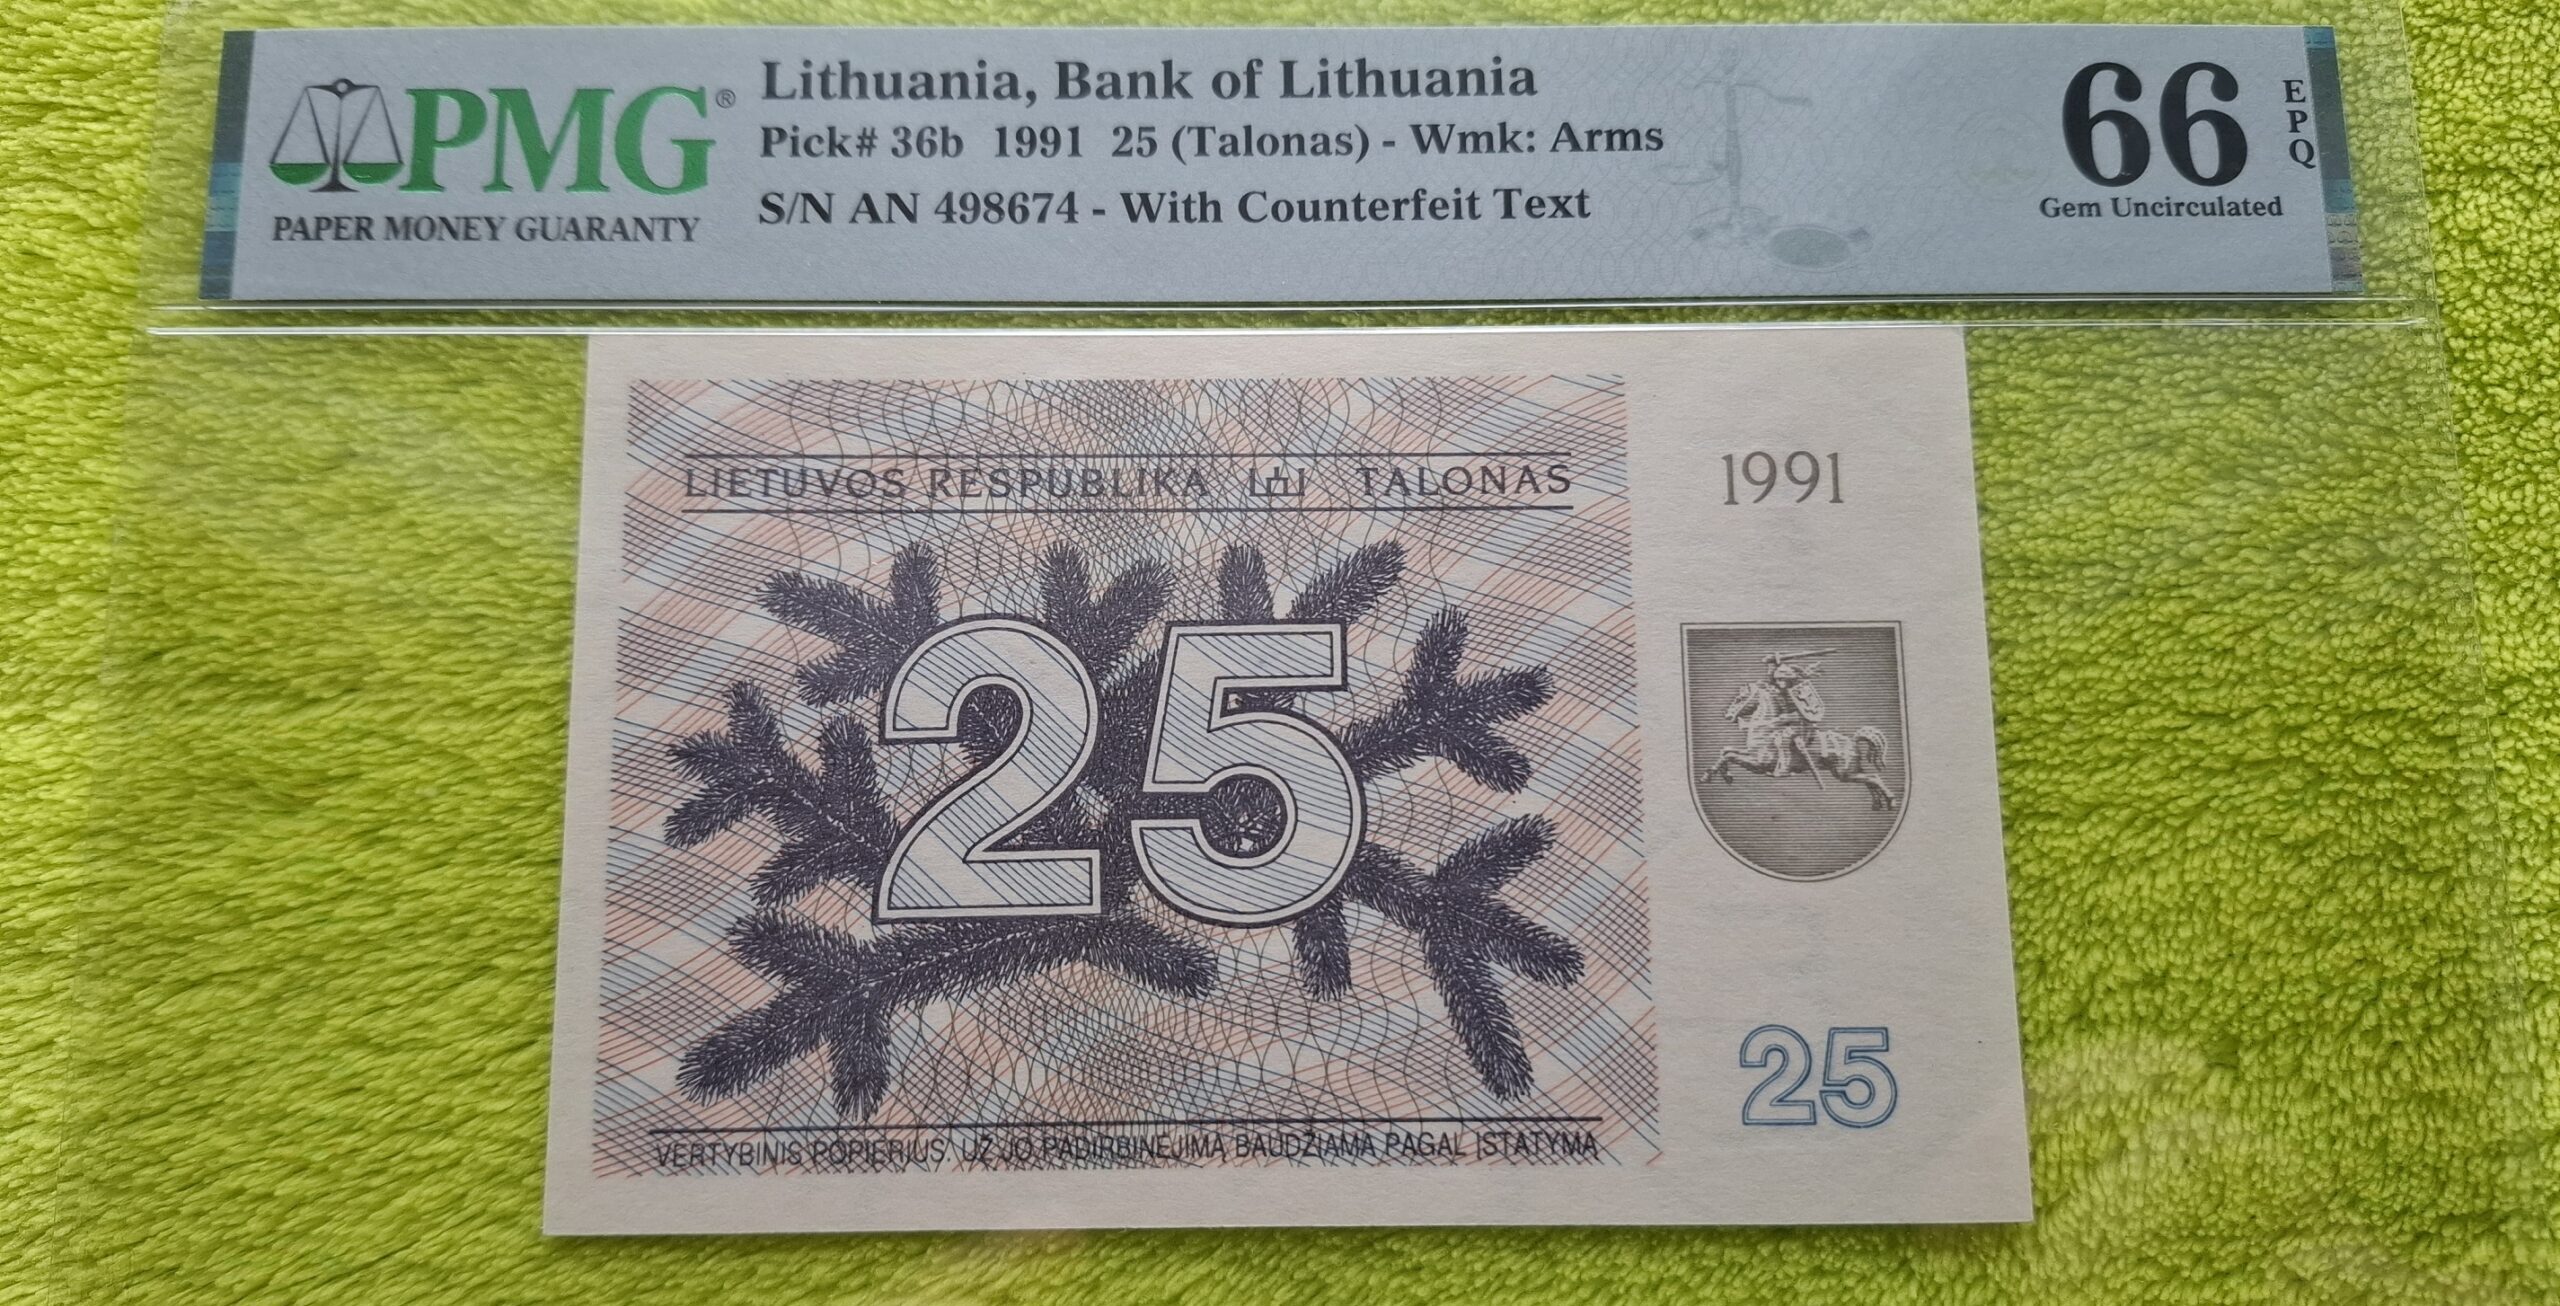 PMG®
PAPER MONEY GUARANTY
Lithuania, Bank of Lithuania
Pick# 36b 1991 25 (Talonas) - Wmk: Arms
S/N AN 498674 - With Counterfeit Text
66
EPQ
Gem Uncirculated
LIETUVOS RESPUBLIKA TALONAS
1991
25
25
VERTYBINIS POPIERIUS. UŽ JO PADIRBINĖJIMĄ BAUDŽIAMA PAGAL ĮSTATYMĄ